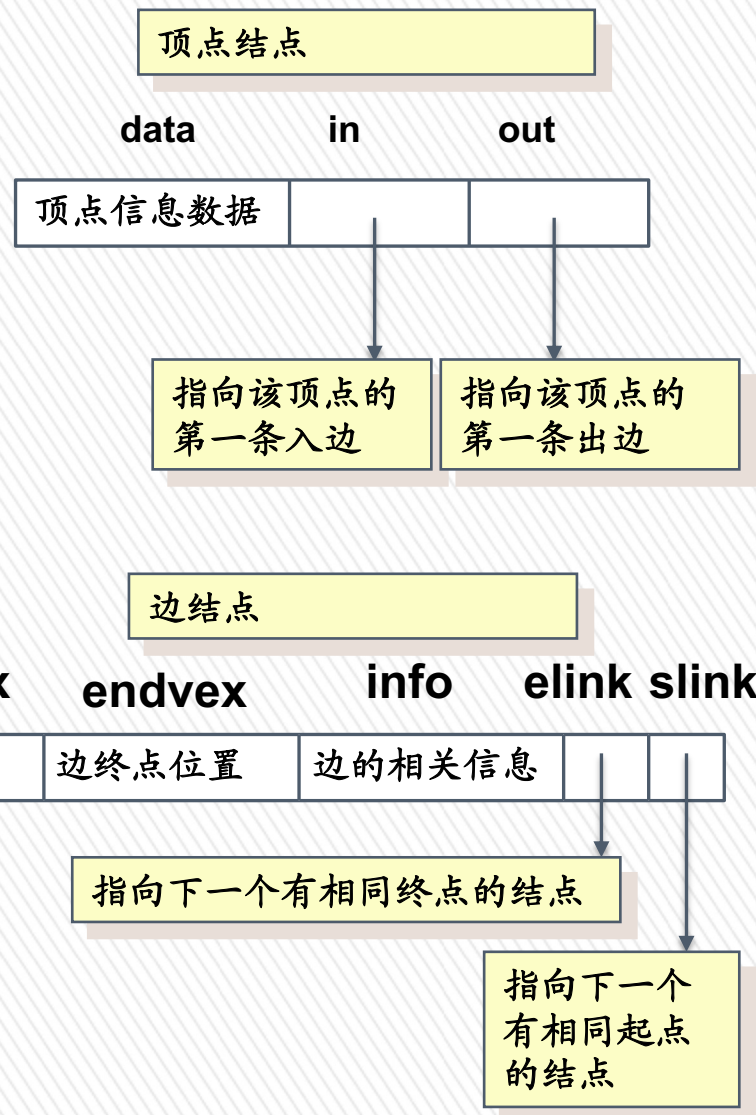 顶点结点
data in out
顶点信息数据
指向该顶点的
第一条入边
指向该顶点的
第一条出边
边结点
x endvex info elink slink
边终点位置 边的相关信息
指向下一个有相同终点的结点
指向下一个
有相同起点
的结点